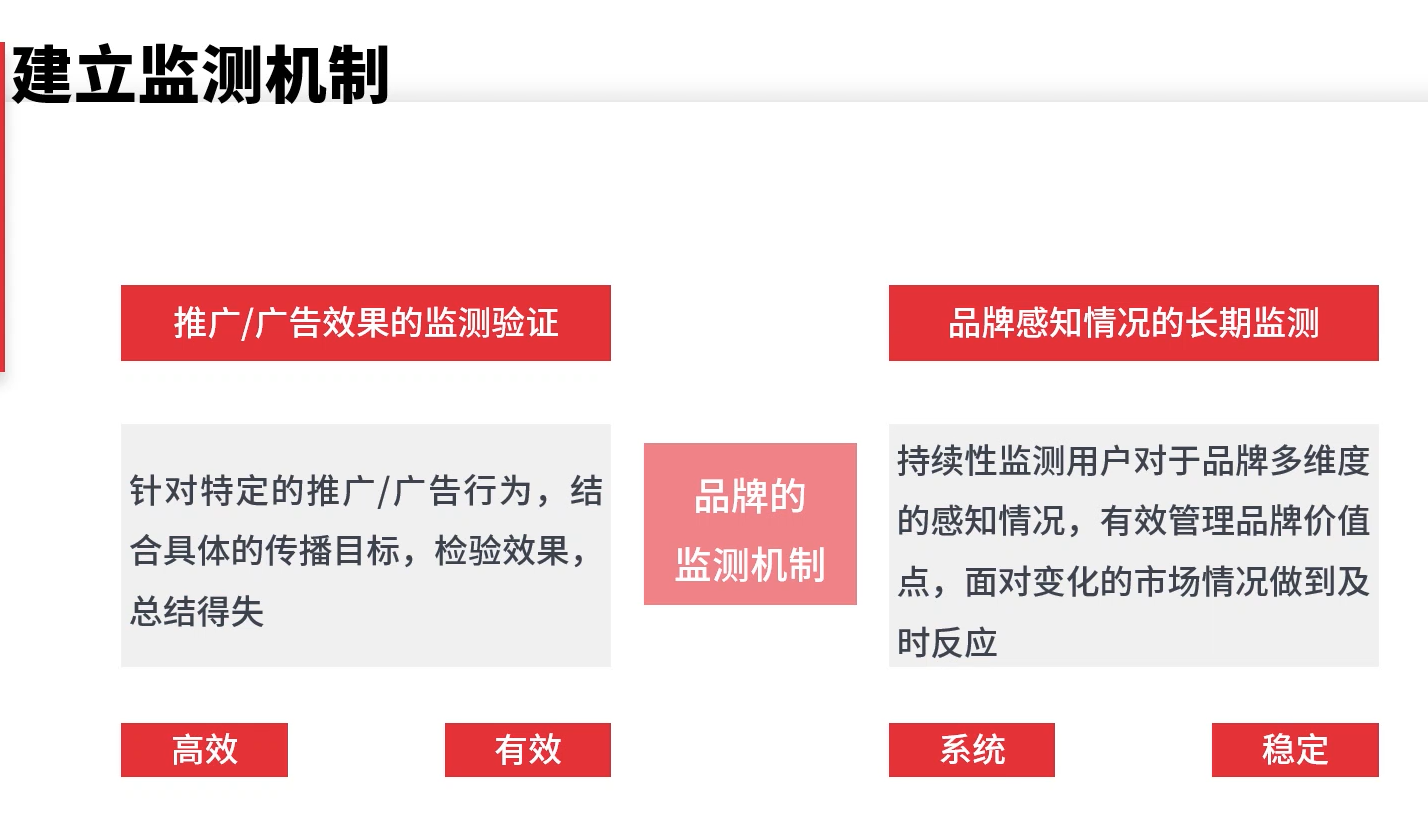 建立监测机制
推广/广告效果的监测验证
针对特定的推广/广告行为，结
合具体的传播目标，检验效果，
总结得失
高效
有效
品牌的
监测机制
品牌感知情况的长期监测
持续性监测用户对于品牌多维度
的感知情况，有效管理品牌价值
点，面对变化的市场情况做到及
时反应
系统
稳定